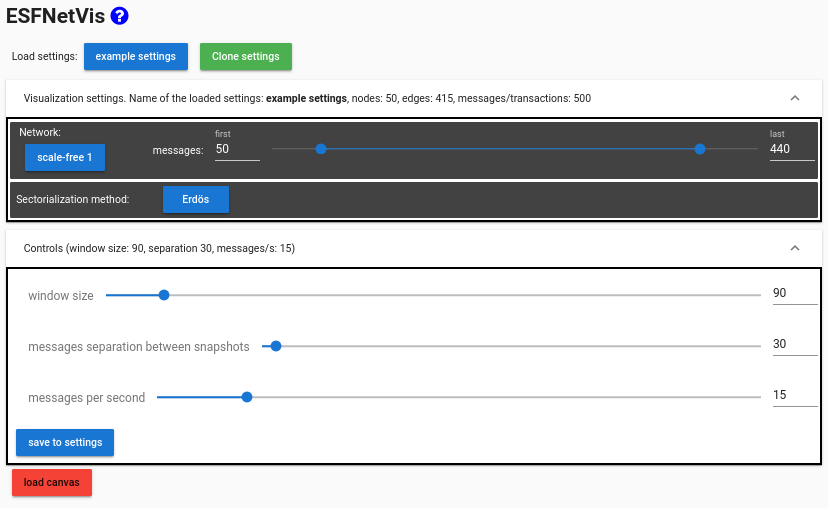 ESFNetVis ?
Load settings: example settings Clone settings
Visualization settings. Name of the loaded settings: example settings, nodes: 50, edges: 415, messages/transactions: 500
Network:
scale-free 1
messages:
first
50
last
440
Sectorialization method: Erdös
Controls (window size: 90, separation 30, messages/s: 15)
window size 90
messages separation between snapshots 30
messages per second 15
save to settings
load canvas